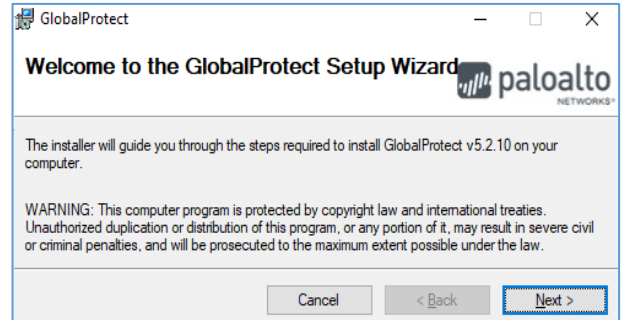 GlobalProtect
Welcome to the GlobalProtect Setup Wizard
paloalto
NETWORKS®
The installer will guide you through the steps required to install GlobalProtect v5.2.10 on your
computer.
WARNING: This computer program is protected by copyright law and international treaties.
Unauthorized duplication or distribution of this program, or any portion of it, may result in severe civil
or criminal penalties, and will be prosecuted to the maximum extent possible under the law.
Cancel
< Back
Next >